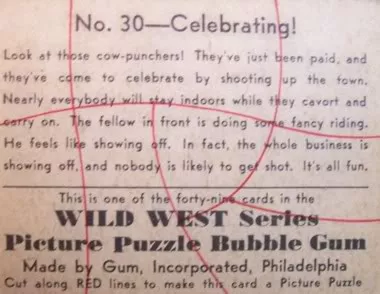 No. 30—Celebrating!
Look at those cow-punchers! They've just been paid, and
they've come to celebrate by shooting up the town.
Nearly everybody will stay indoors while they cavort and
carry on. The fellow in front is doing some fancy riding.
He feels like showing off. In fact, the whole business is
showing off, and nobody is likely to get shot. It's all fun.
This is one of the forty-nine cards in the
WILD WEST Series
Picture Puzzle Bubble Gum
Made by Gum, Incorporated, Philadelphia
Cut along RED lines to make this card a Picture Puzzle